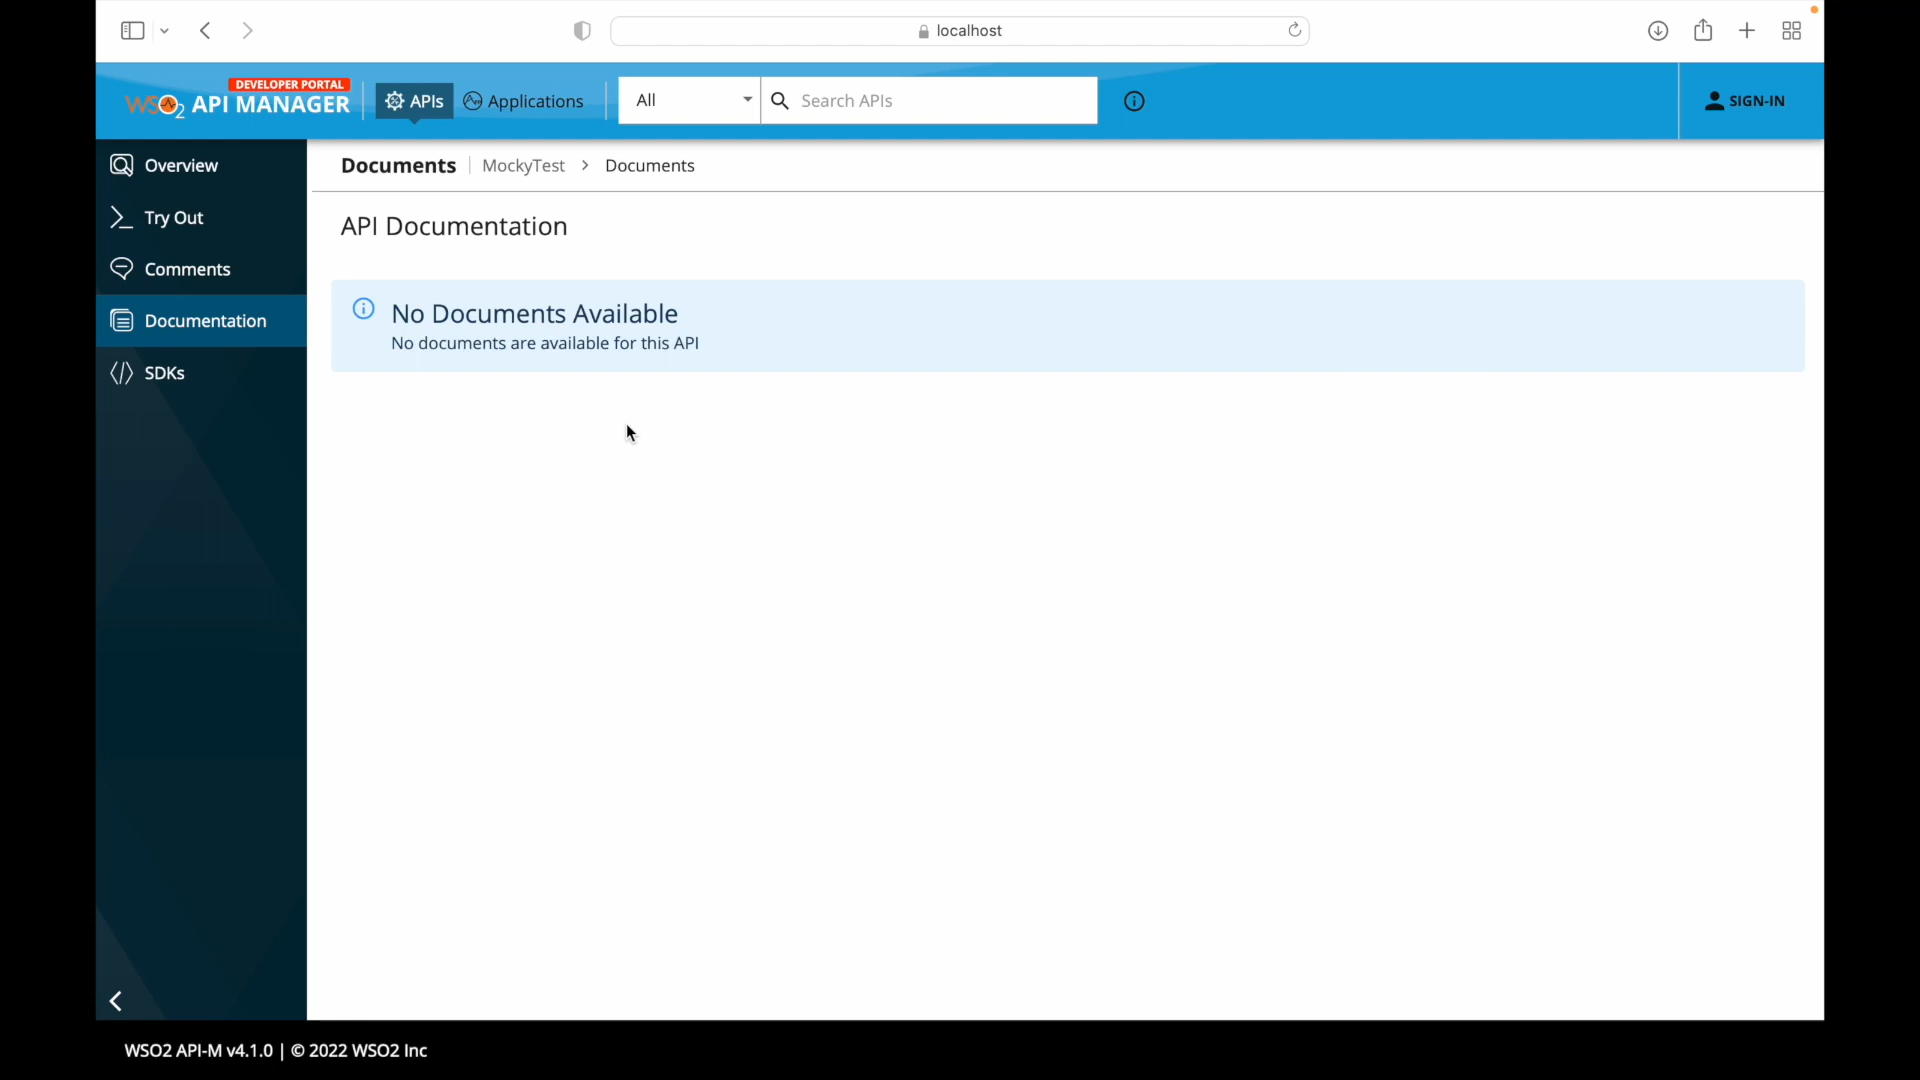 localhost
DEVELOPER PORTAL
WSO2 API MANAGER
APIs
Applications
All
Search APIs
SIGN-IN
Overview
Try Out
Comments
Documentation
SDKs
Documents MockyTest > Documents
API Documentation
No Documents Available
No documents are available for this API
WSO2 API-M v4.1.0 | © 2022 WSO2 Inc